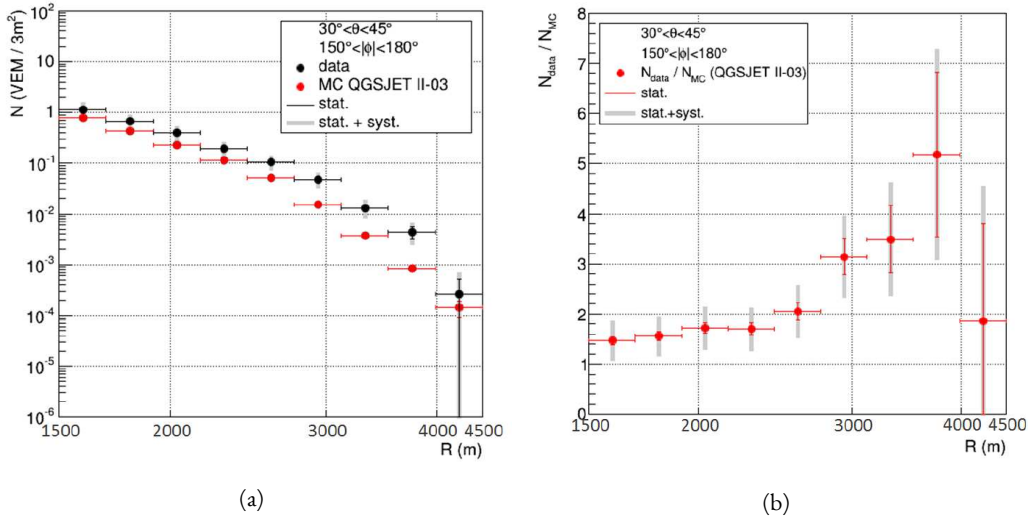 N (VEM / 3m²)
10²
10
1
10⁻¹
10⁻²
10⁻³
10⁻⁴
10⁻⁵
10⁻⁶
30°<θ<45°
150°<|ϕ|<180°
data
MC QGSJET II-03
stat.
stat. + syst.
1500 2000 3000 4000 4500
R (m)
(a)
N_data / N_MC
8
7
6
5
4
3
2
1
0
30°<θ<45°
150°<|ϕ|<180°
N_data / N_MC (QGSJET II-03)
stat.
stat.+syst.
1500 2000 3000 4000 4500
R (m)
(b)